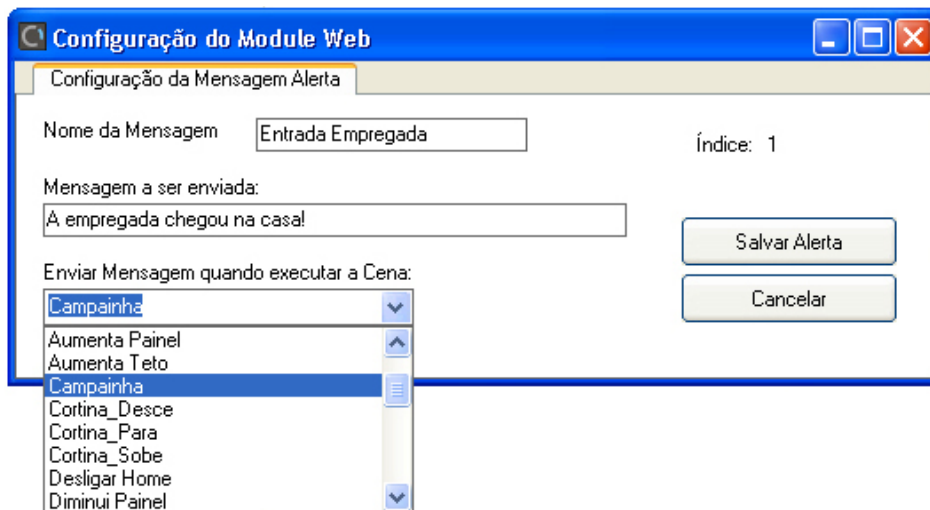 Configuração do Module Web
Configuração da Mensagem Alerta
Nome da Mensagem Entrada Empregada
Índice: 1
Mensagem a ser enviada:
A empregada chegou na casa!
Salvar Alerta
Enviar Mensagem quando executar a Cena:
Cancelar
Campainha
Aumenta Painel
Aumenta Teto
Campainha
Cortina_Desce
Cortina_Para
Cortina_Sobe
Desligar Home
Diminui Painel